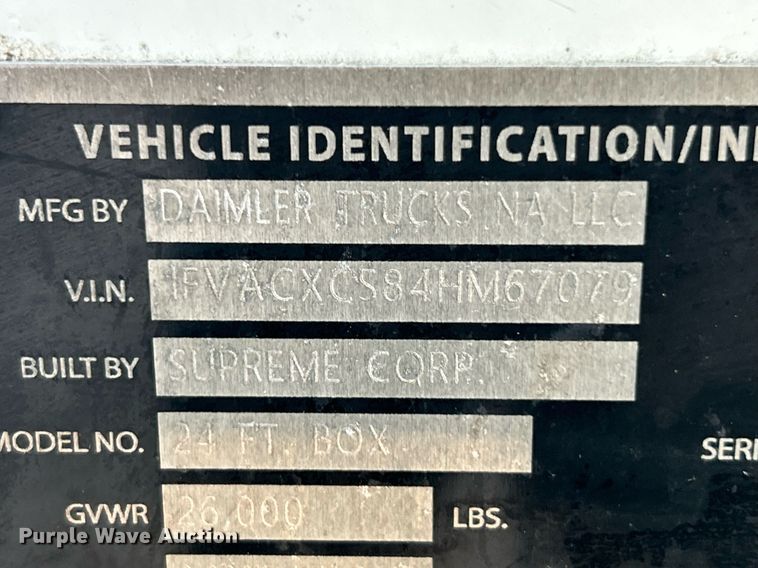 VEHICLE IDENTIFICATION/IN
MFG BY DAIMLER TRUCKS NA LLC
V.I.N. 1FVACXCS84HM67079
BUILT BY SUPREME CORP.
MODEL NO. 24 FT. BOX SERI
GVWR 26,000 LBS.
Purple Wave Auction